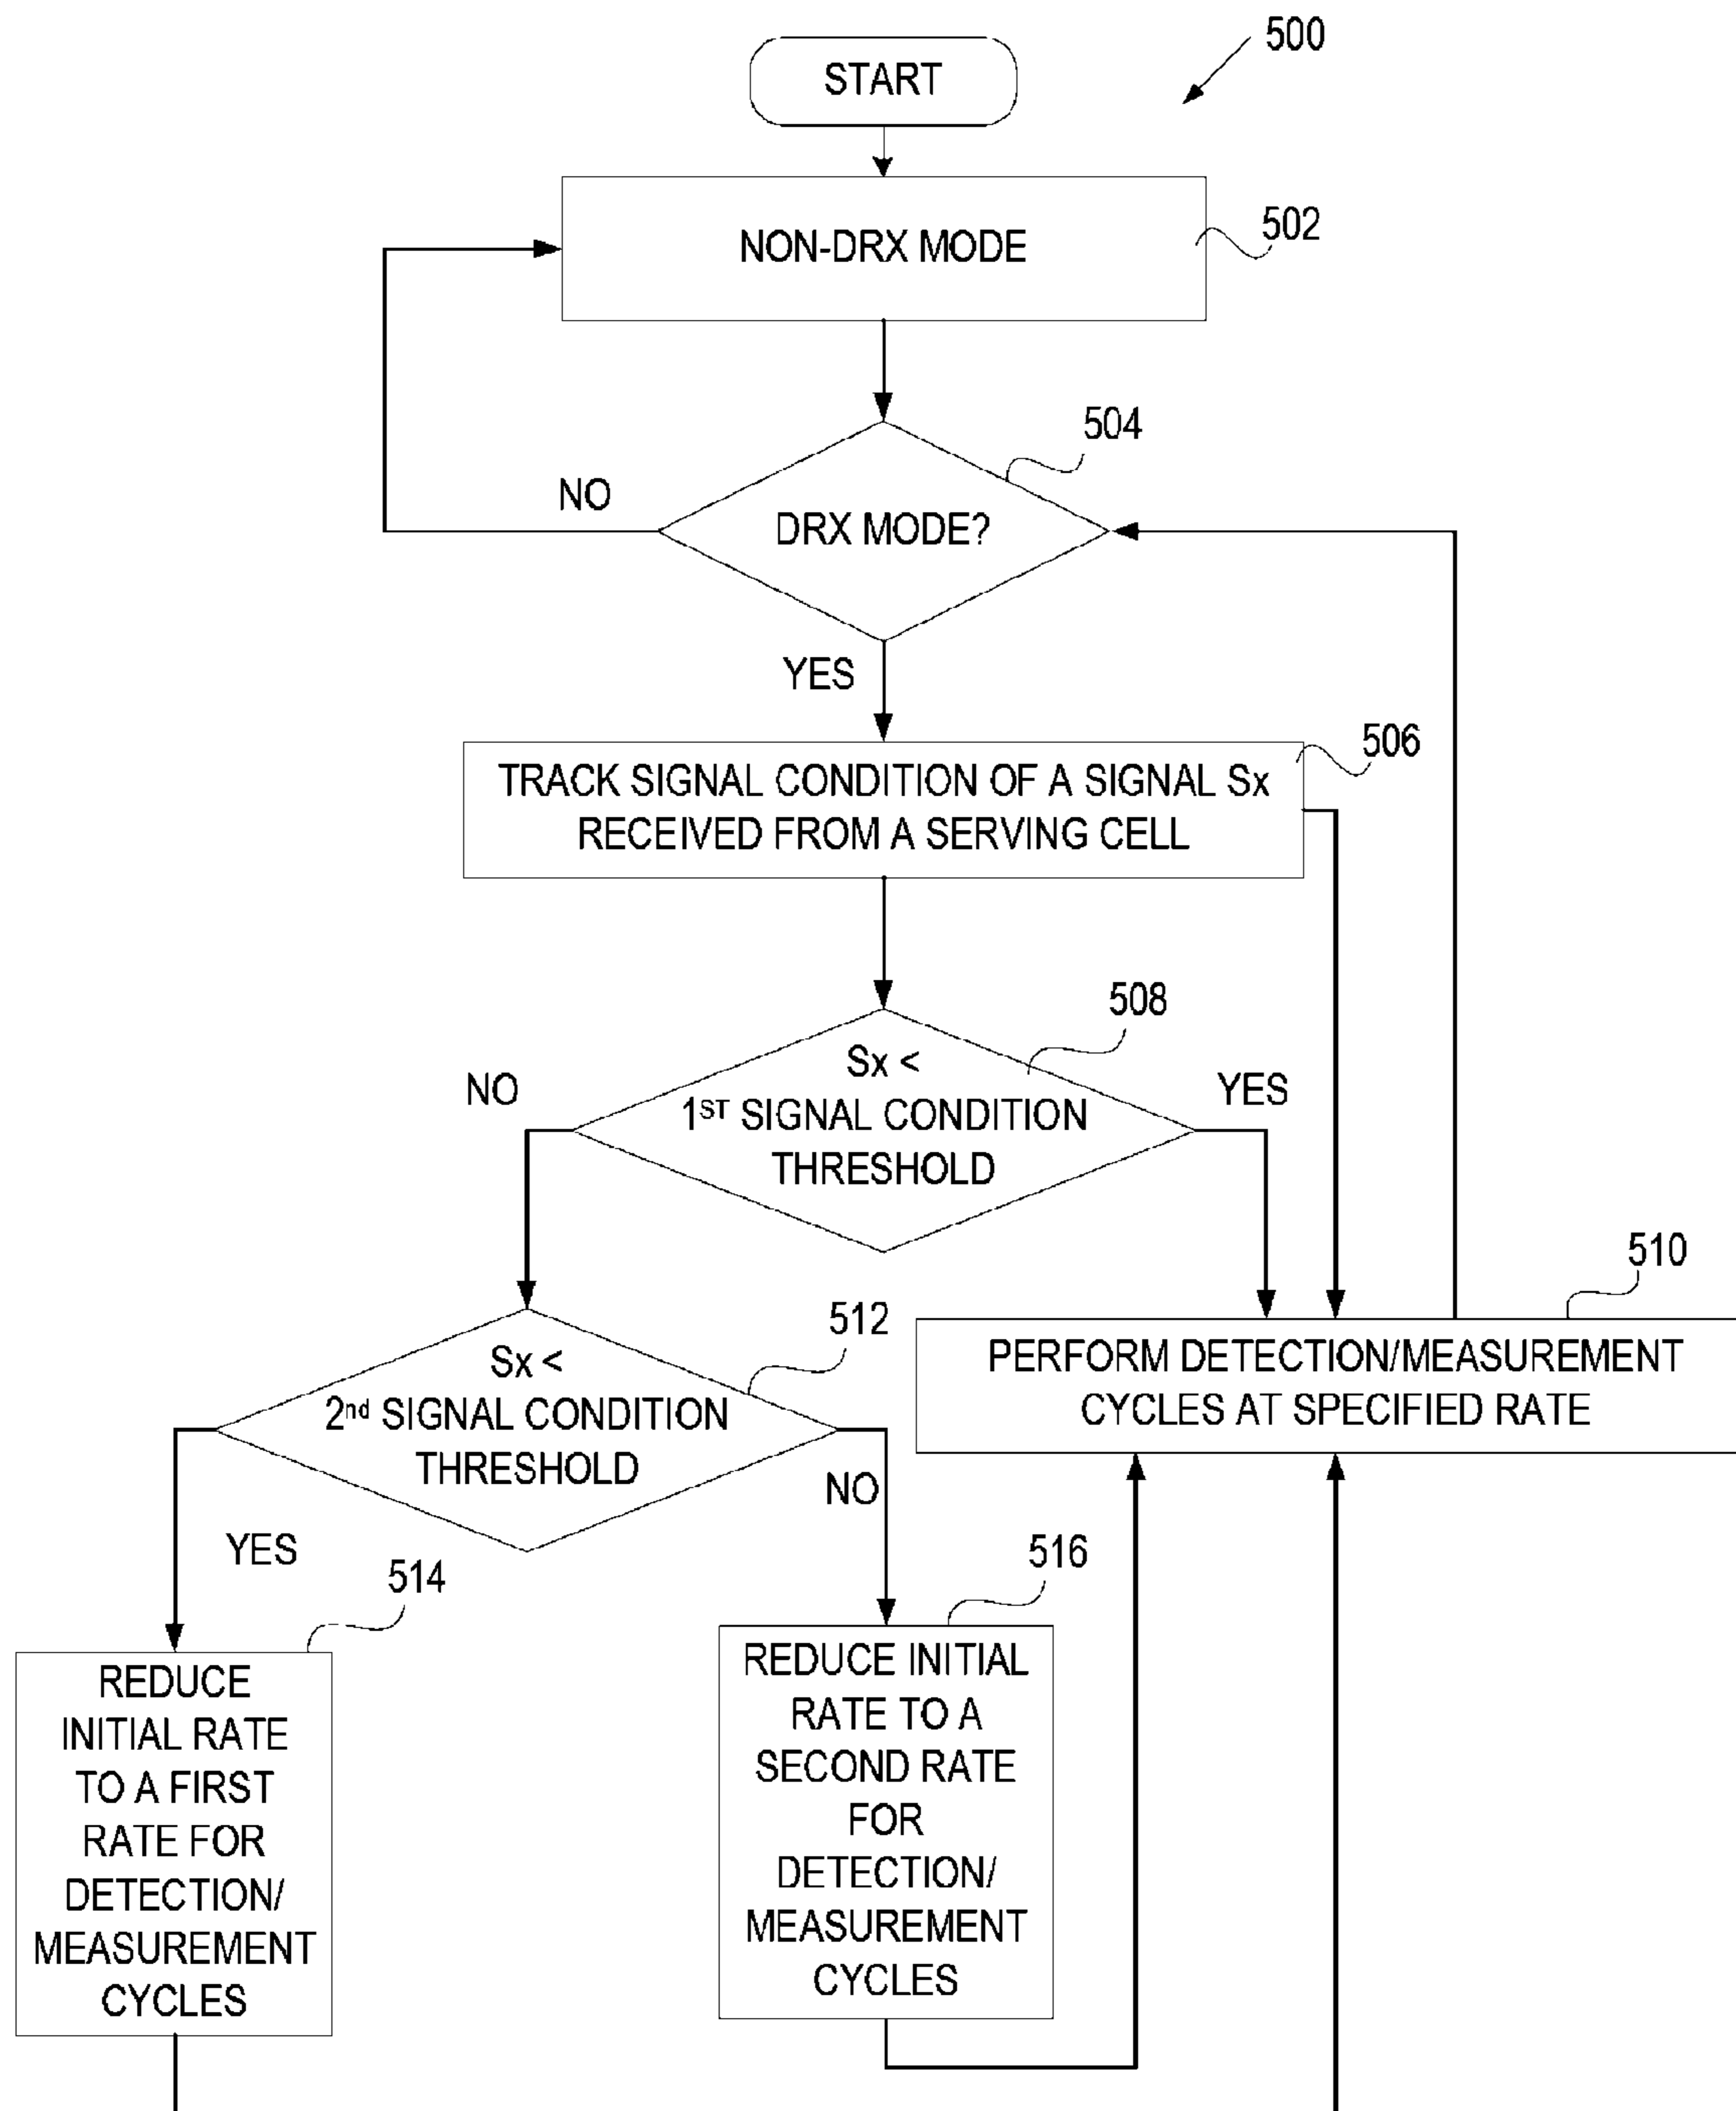 500
START
NON-DRX MODE
502
504
NO
DRX MODE?
YES
506
TRACK SIGNAL CONDITION OF A SIGNAL Sx
RECEIVED FROM A SERVING CELL
508
Sx <
1ST SIGNAL CONDITION
THRESHOLD
NO
YES
510
PERFORM DETECTION/MEASUREMENT
CYCLES AT SPECIFIED RATE
512
Sx <
2nd SIGNAL CONDITION
THRESHOLD
YES
NO
514
516
REDUCE
INITIAL RATE
TO A FIRST
RATE FOR
DETECTION/
MEASUREMENT
CYCLES
REDUCE INITIAL
RATE TO A
SECOND RATE
FOR
DETECTION/
MEASUREMENT
CYCLES